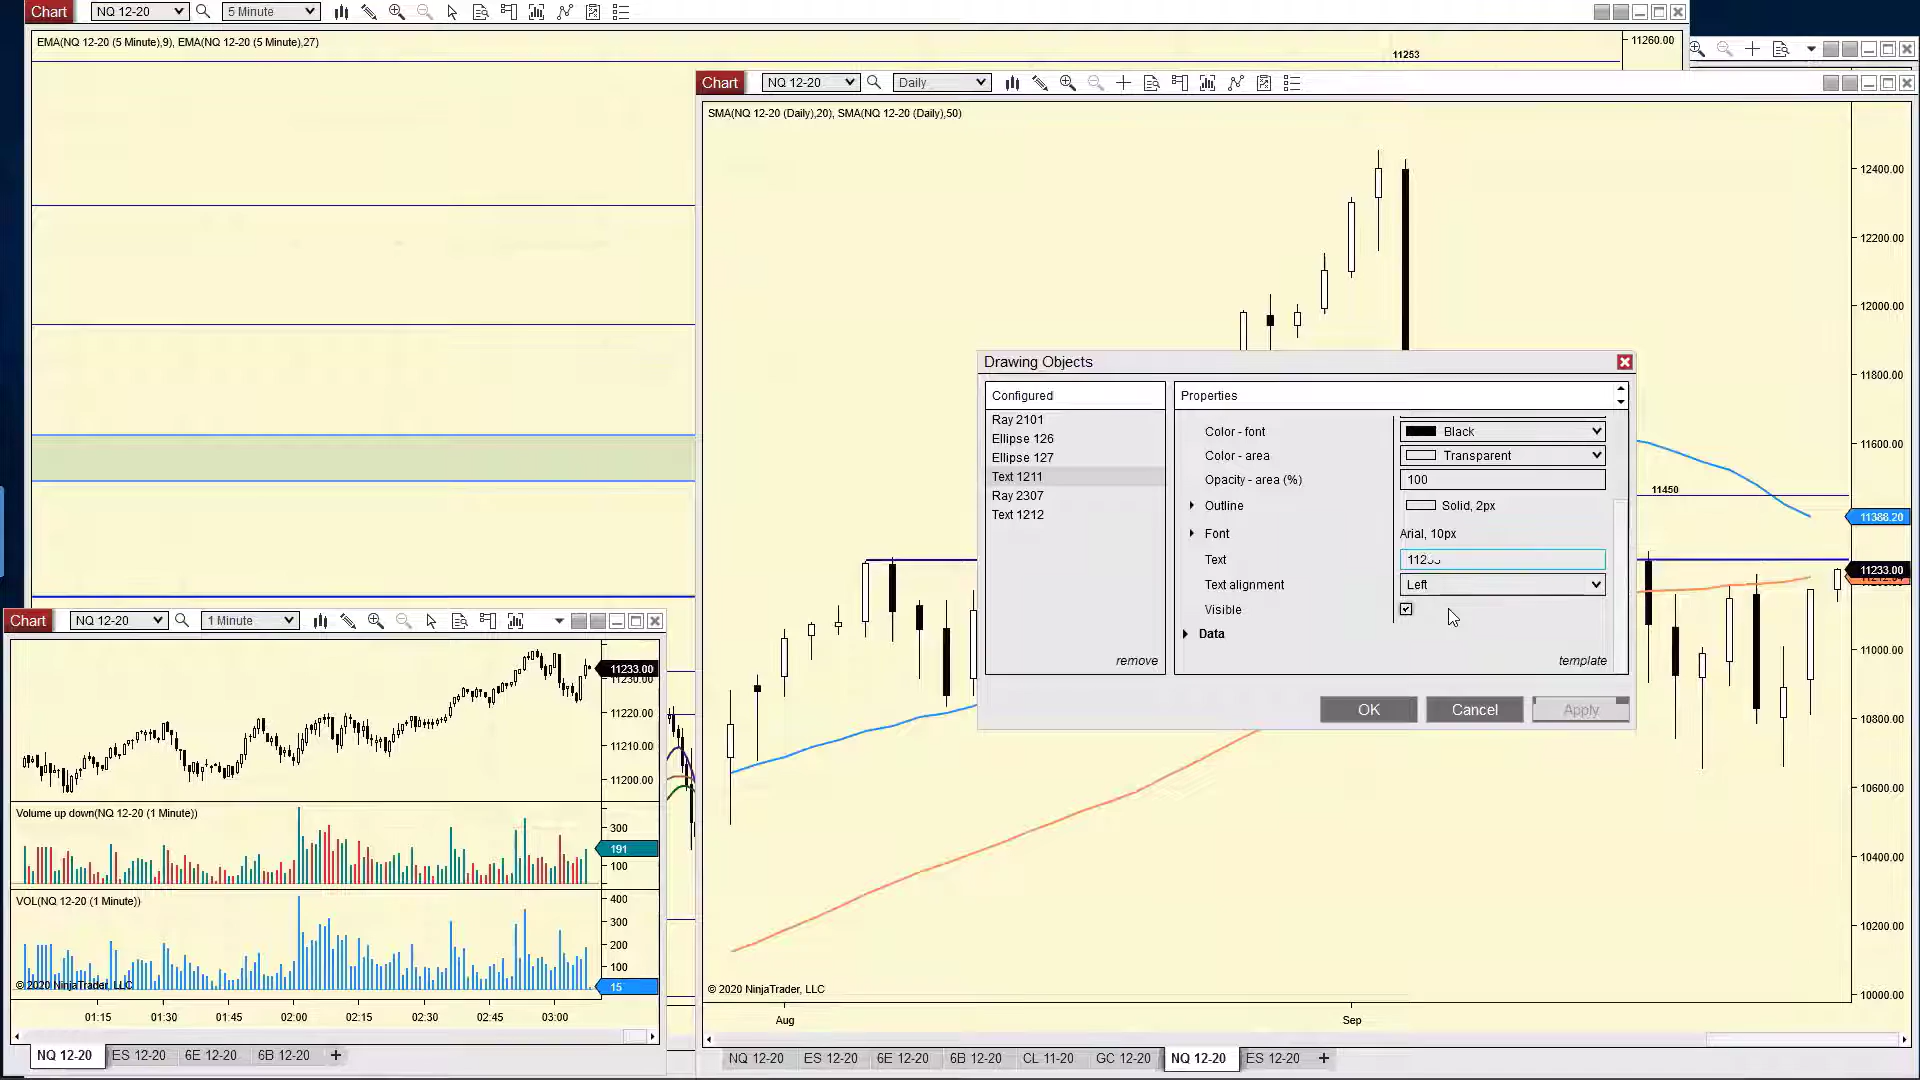 Chart NQ 12-20 5 Minute
EMA(NQ 12-20 (5 Minute),9), EMA(NQ 12-20 (5 Minute),27)
11253
11260.00
Chart NQ 12-20 Daily
SMA(NQ 12-20 (Daily),20), SMA(NQ 12-20 (Daily),50)
12400.00
12200.00
12000.00
11800.00
11600.00
11450
11388.20
11233.00
11000.00
10800.00
10600.00
10400.00
10200.00
10000.00
© 2020 NinjaTrader, LLC
Aug Sep
NQ 12-20 ES 12-20 6E 12-20 6B 12-20 CL 11-20 GC 12-20 NQ 12-20 ES 12-20 +
Drawing Objects
Configured
Ray 2101
Ellipse 126
Ellipse 127
Text 1211
Ray 2307
Text 1212
remove
Properties
Color - font Black
Color - area Transparent
Opacity - area (%) 100
Outline Solid, 2px
Font Arial, 10px
Text
Text alignment Left
Visible
Data
template
OK Cancel Apply
Chart NQ 12-20 1 Minute
11233.00
11230.00
11220.00
11210.00
11200.00
Volume up down(NQ 12-20 (1 Minute))
300
191
100
VOL(NQ 12-20 (1 Minute))
400
300
200
100
15
© 2020 NinjaTrader, LLC
01:15 01:30 01:45 02:00 02:15 02:30 02:45 03:00
NQ 12-20 ES 12-20 6E 12-20 6B 12-20 +